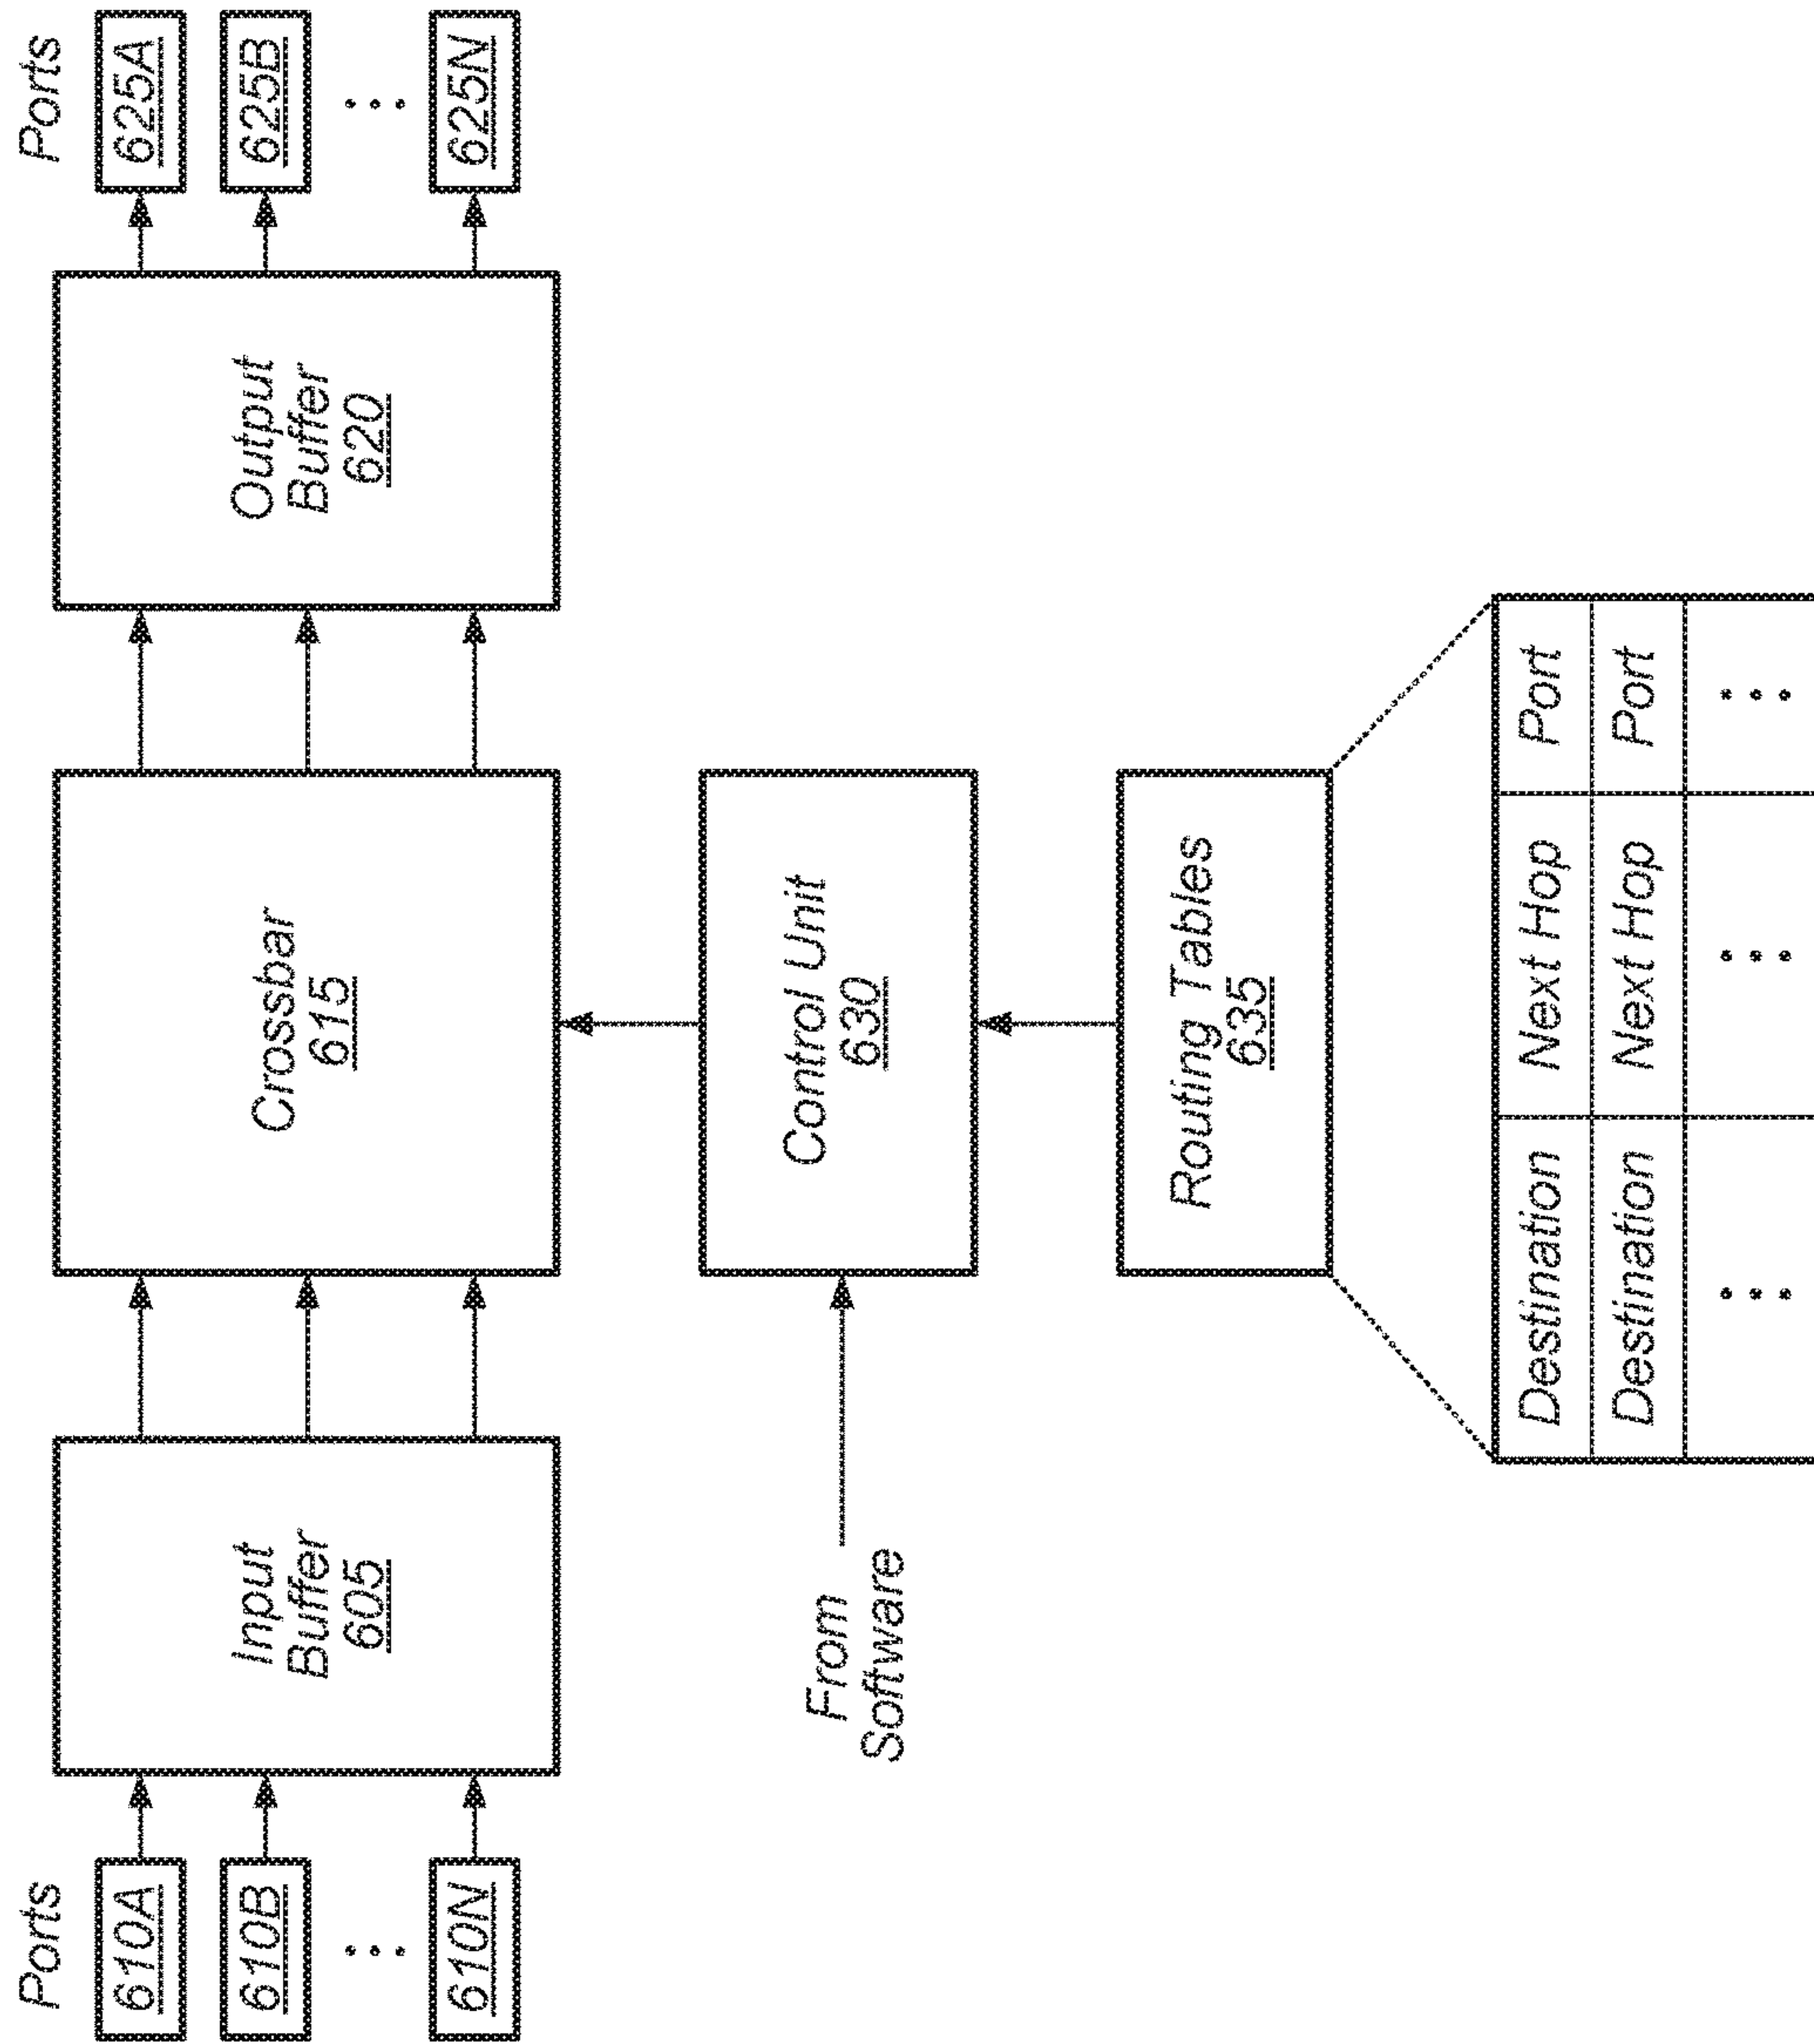 Ports
610A
610B
610N
Input
Buffer
605
Crossbar
615
Output
Buffer
620
Ports
625A
625B
625N
From
Software
Control Unit
630
Routing Tables
635
Destination Next Hop Port
Destination Next Hop Port